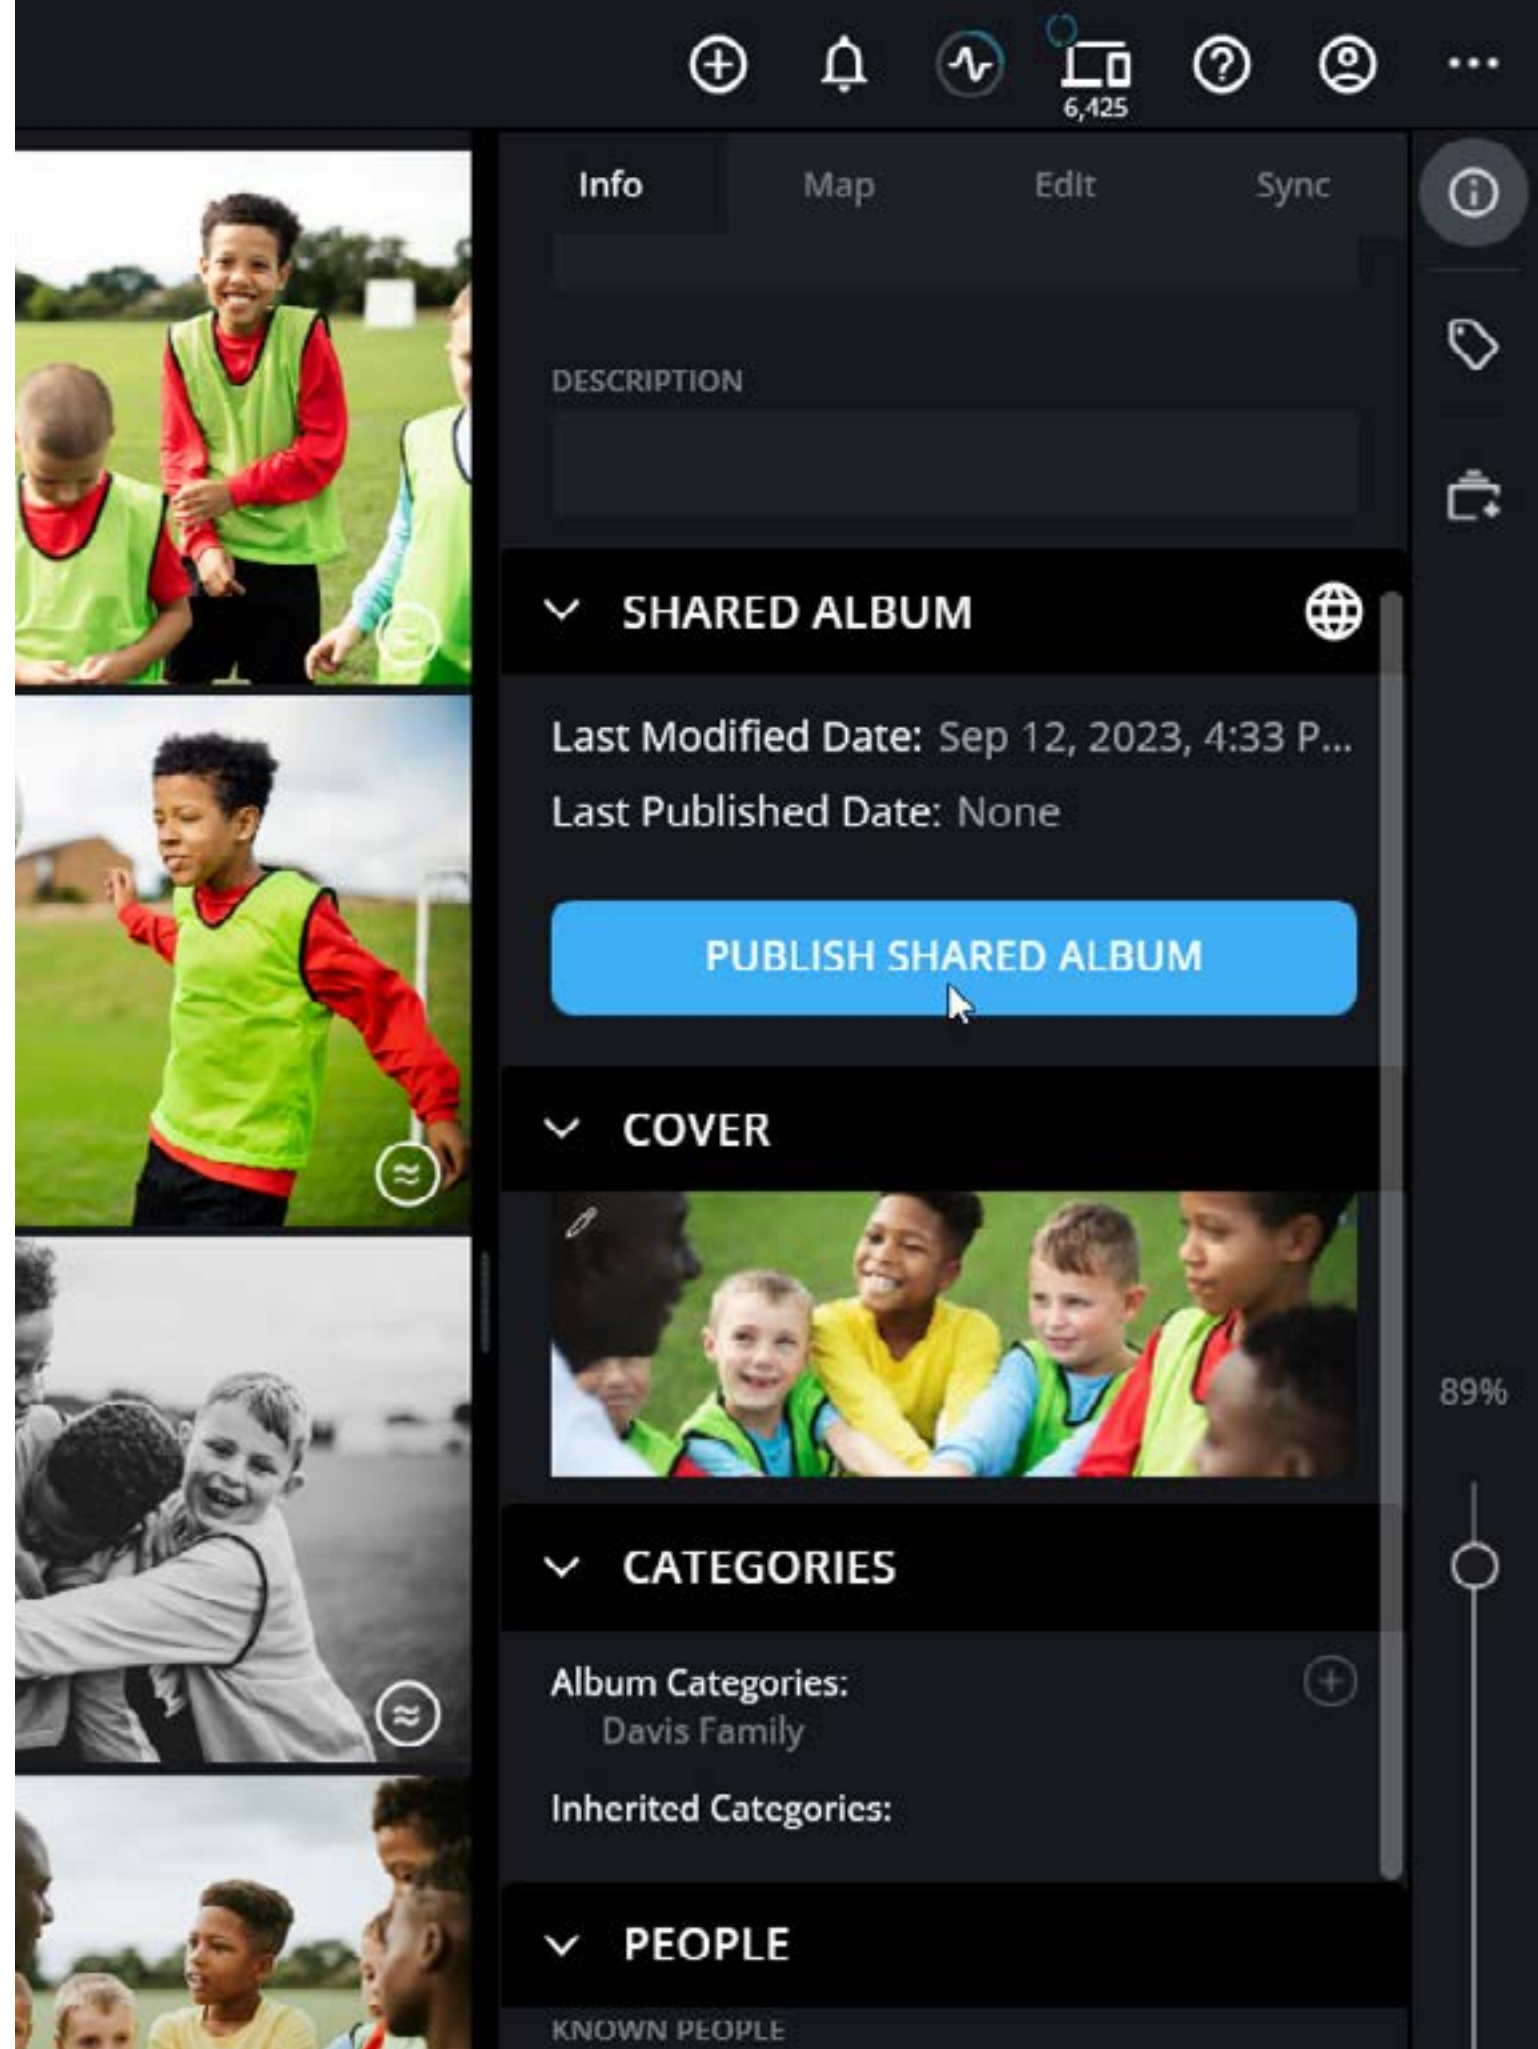 6,425
Info Map Edit Sync
DESCRIPTION
SHARED ALBUM
Last Modified Date: Sep 12, 2023, 4:33 P...
Last Published Date: None
PUBLISH SHARED ALBUM
COVER
89%
CATEGORIES
Album Categories:
Davis Family
Inherited Categories:
PEOPLE
KNOWN PEOPLE